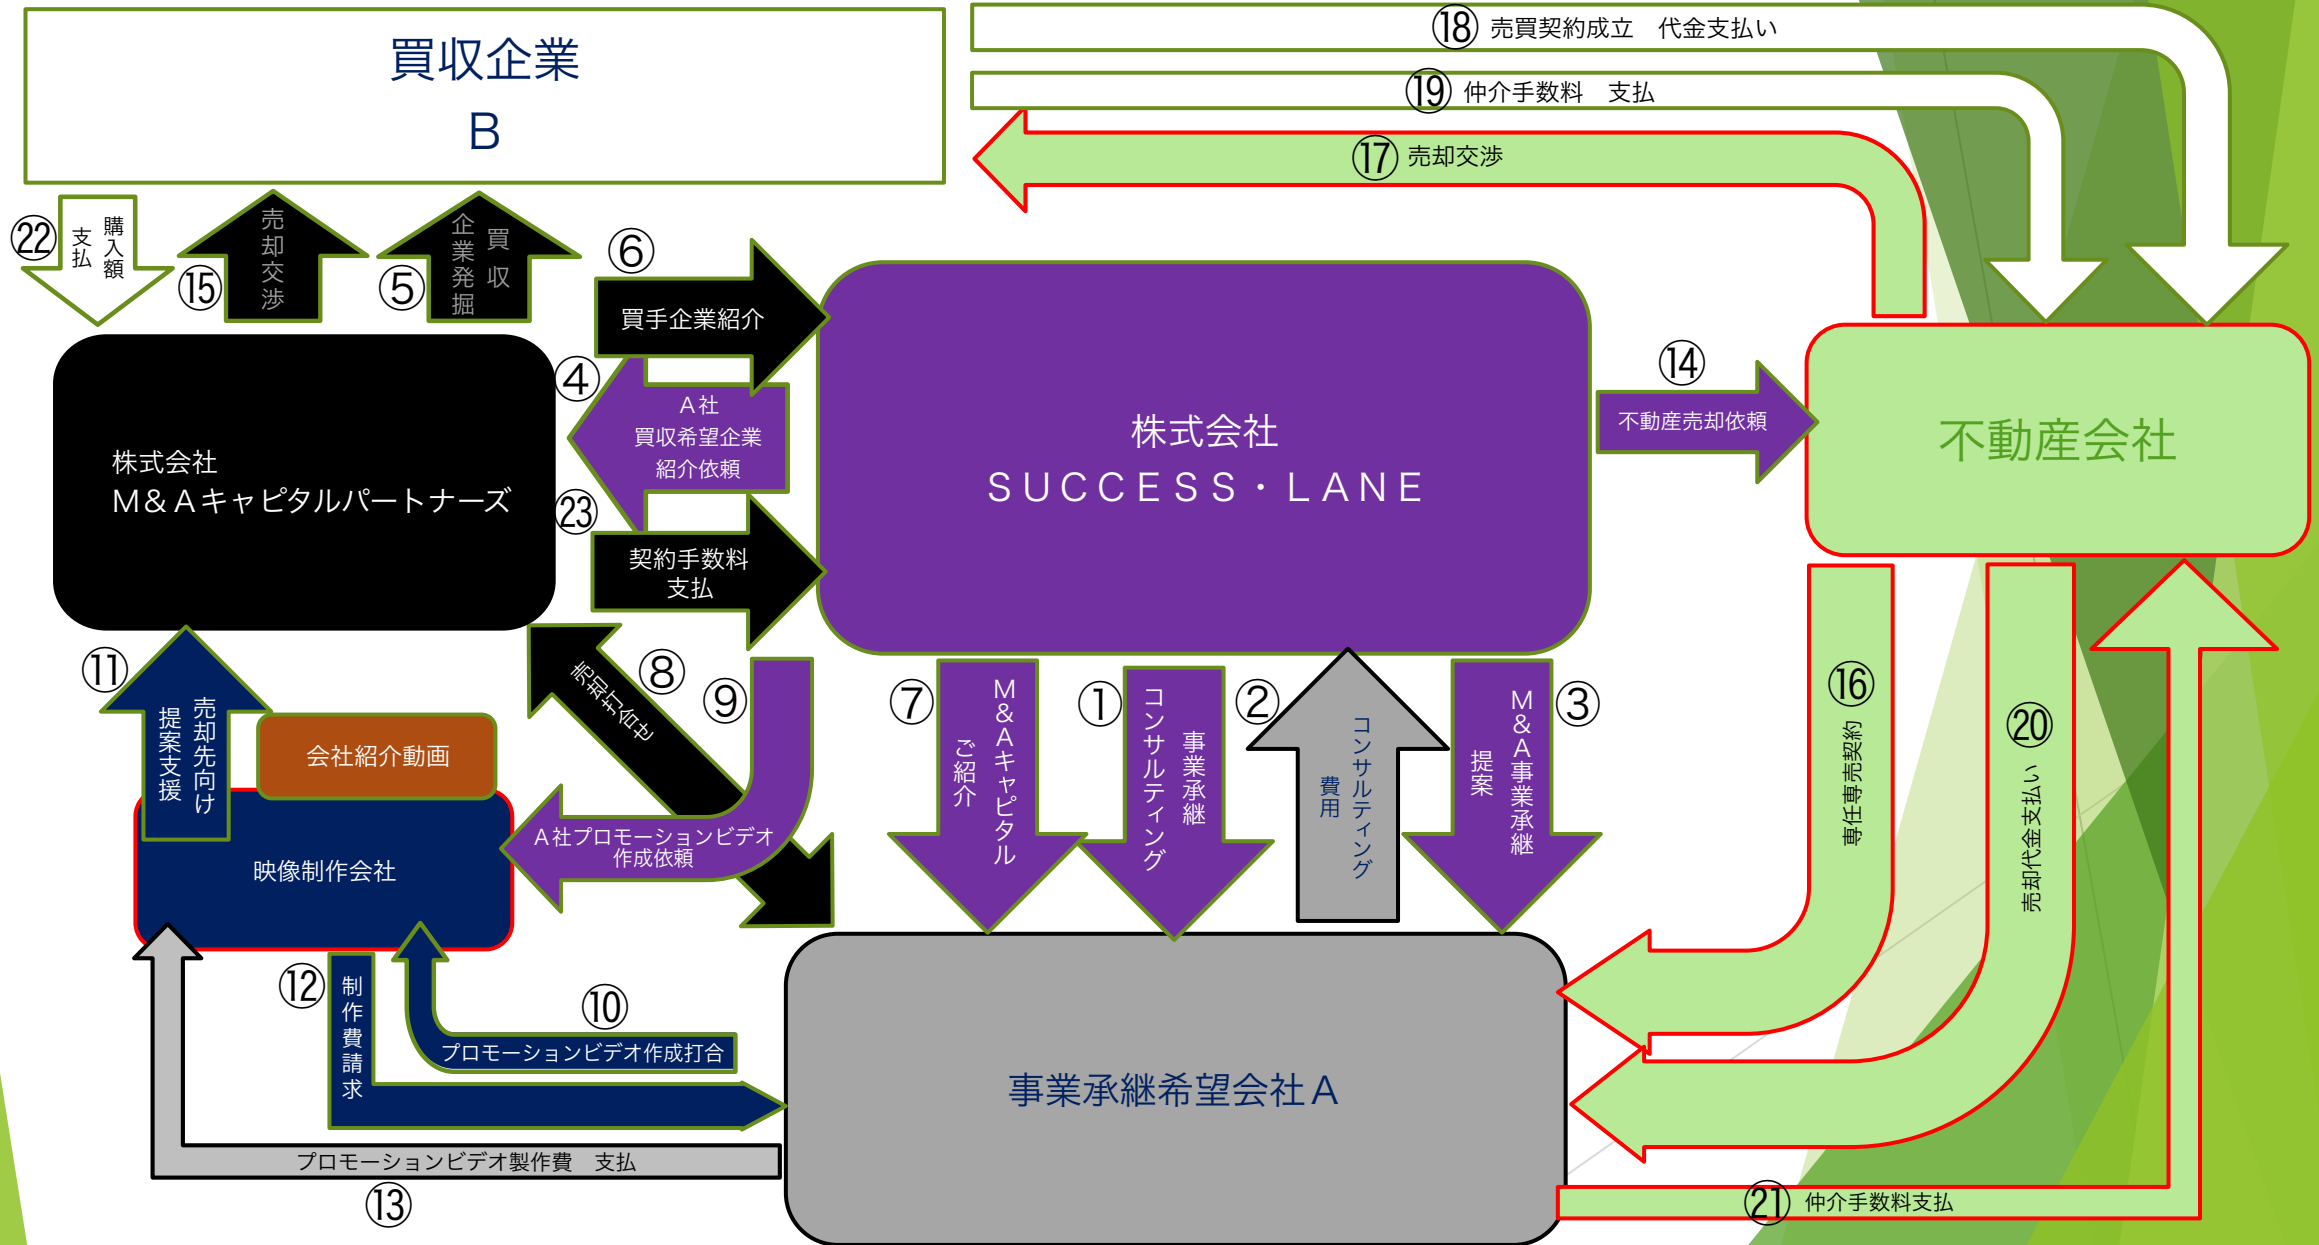 買収企業
B
⑱ 売買契約成立　代金支払い
⑲ 仲介手数料　支払
⑰ 売却交渉
㉒
購入額
支払
⑮
売却交渉
⑤
買収
企業発掘
⑥
買手企業紹介
④
A社
買収希望企業
紹介依頼
㉓
契約手数料
支払
株式会社
M&Aキャピタルパートナーズ
株式会社
SUCCESS・LANE
⑭
不動産売却依頼
不動産会社
⑪
売却先向け
提案支援
会社紹介動画
映像制作会社
⑧
売却打合せ
⑨
A社プロモーションビデオ
作成依頼
⑦
M&Aキャピタル
ご紹介
①
事業承継
コンサルティング
②
コンサルティング
費用
③
M&A事業承継
提案
⑯
専任専売契約
⑳
売却代金支払い
⑫
制作費請求
⑩
プロモーションビデオ作成打合
プロモーションビデオ製作費　支払
⑬
事業承継希望会社A
㉑ 仲介手数料支払